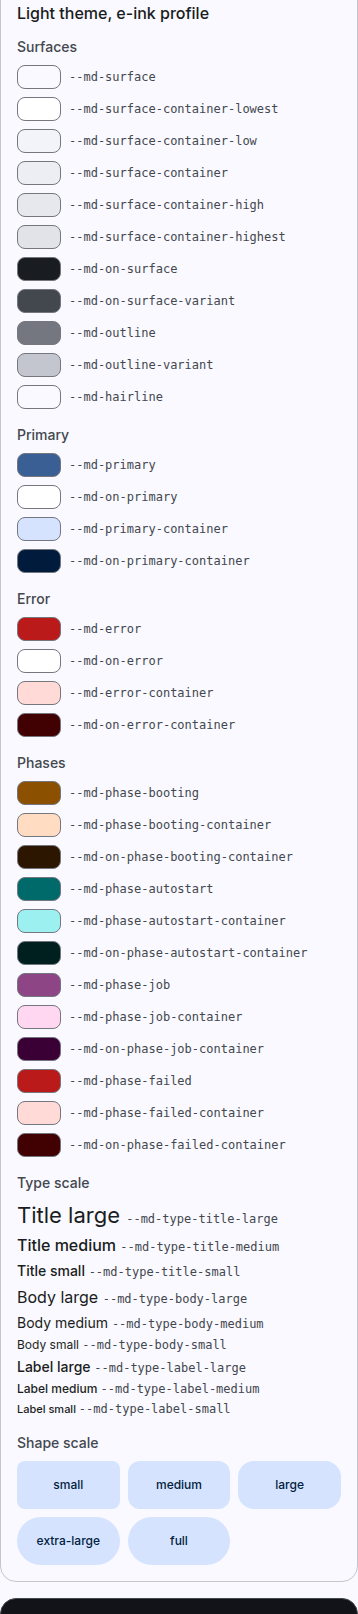 Light theme, e-ink profile
Surfaces
--md-surface
--md-surface-container-lowest
--md-surface-container-low
--md-surface-container
--md-surface-container-high
--md-surface-container-highest
--md-on-surface
--md-on-surface-variant
--md-outline
--md-outline-variant
--md-hairline
Primary
--md-primary
--md-on-primary
--md-primary-container
--md-on-primary-container
Error
--md-error
--md-on-error
--md-error-container
--md-on-error-container
Phases
--md-phase-booting
--md-phase-booting-container
--md-on-phase-booting-container
--md-phase-autostart
--md-phase-autostart-container
--md-on-phase-autostart-container
--md-phase-job
--md-phase-job-container
--md-on-phase-job-container
--md-phase-failed
--md-phase-failed-container
--md-on-phase-failed-container
Type scale
Title large --md-type-title-large
Title medium --md-type-title-medium
Title small --md-type-title-small
Body large --md-type-body-large
Body medium --md-type-body-medium
Body small --md-type-body-small
Label large --md-type-label-large
Label medium --md-type-label-medium
Label small --md-type-label-small
Shape scale
small medium large
extra-large full